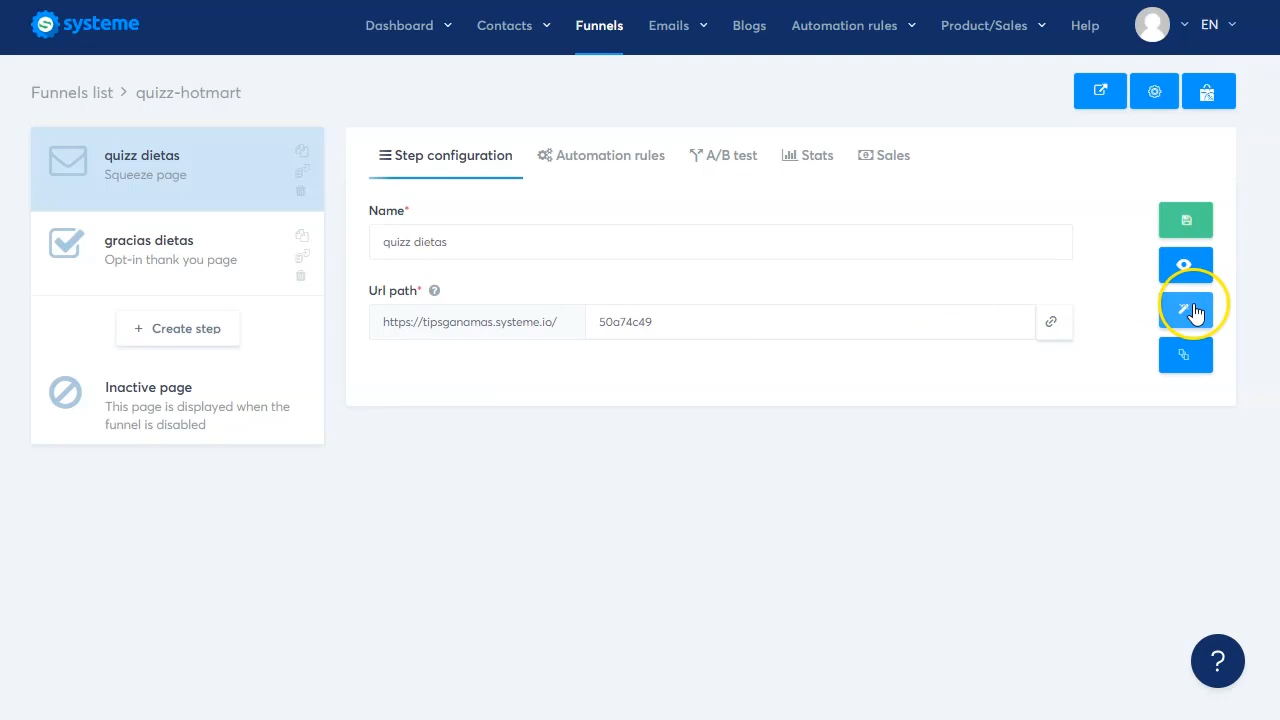 systeme
Dashboard
Contacts
Funnels
Emails
Blogs
Automation rules
Product/Sales
Help
EN
Funnels list > quizz-hotmart
quizz dietas
Squeeze page
gracias dietas
Opt-in thank you page
+ Create step
Inactive page
This page is displayed when the
funnel is disabled
Step configuration
Automation rules
A/B test
Stats
Sales
Name*
quizz dietas
Url path*
https://tipsganamas.systeme.io/
50a74c49
?